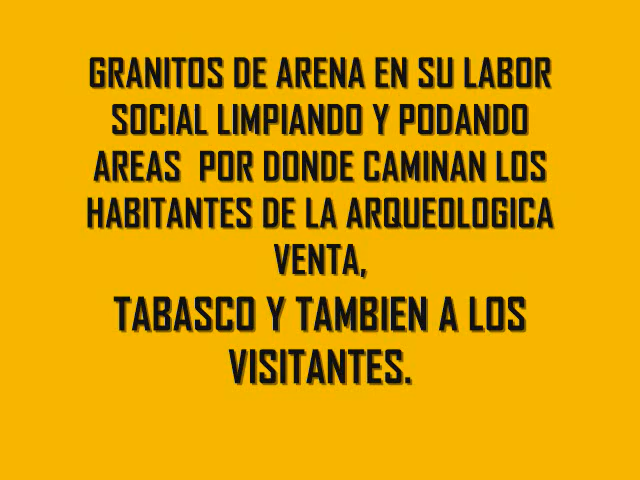 GRANITOS DE ARENA EN SU LABOR
SOCIAL LIMPIANDO Y PODANDO
AREAS  POR DONDE CAMINAN LOS
HABITANTES DE LA ARQUEOLOGICA
VENTA,
TABASCO Y TAMBIEN A LOS
VISITANTES.